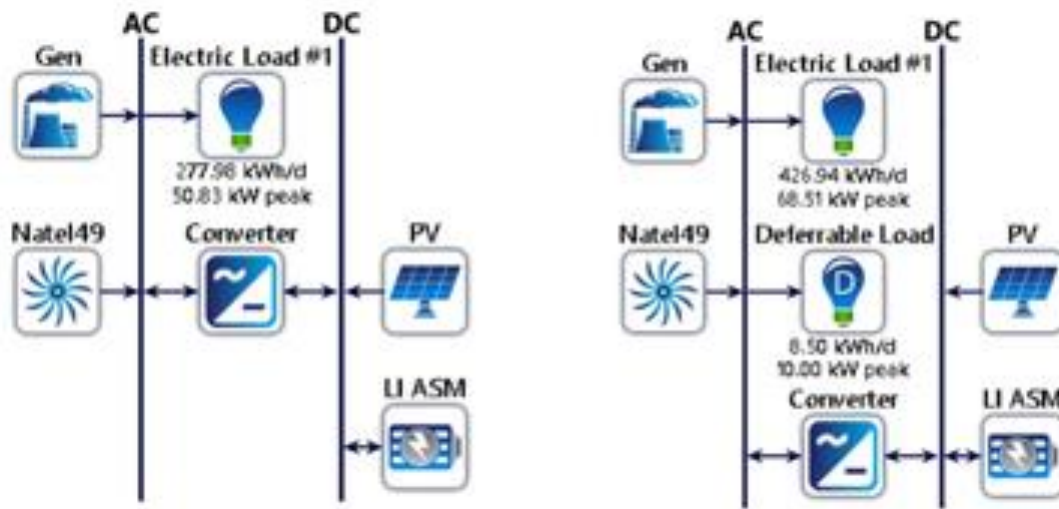 AC
DC
Gen
Electric Load #1
277.98 kWh/d
50.83 kW peak
Natel49
Converter
PV
LI ASM
AC
DC
Gen
Electric Load #1
426.94 kWh/d
68.51 kW peak
Natel49
Deferrable Load
PV
D
8.50 kWh/d
10.00 kW peak
Converter
LI ASM